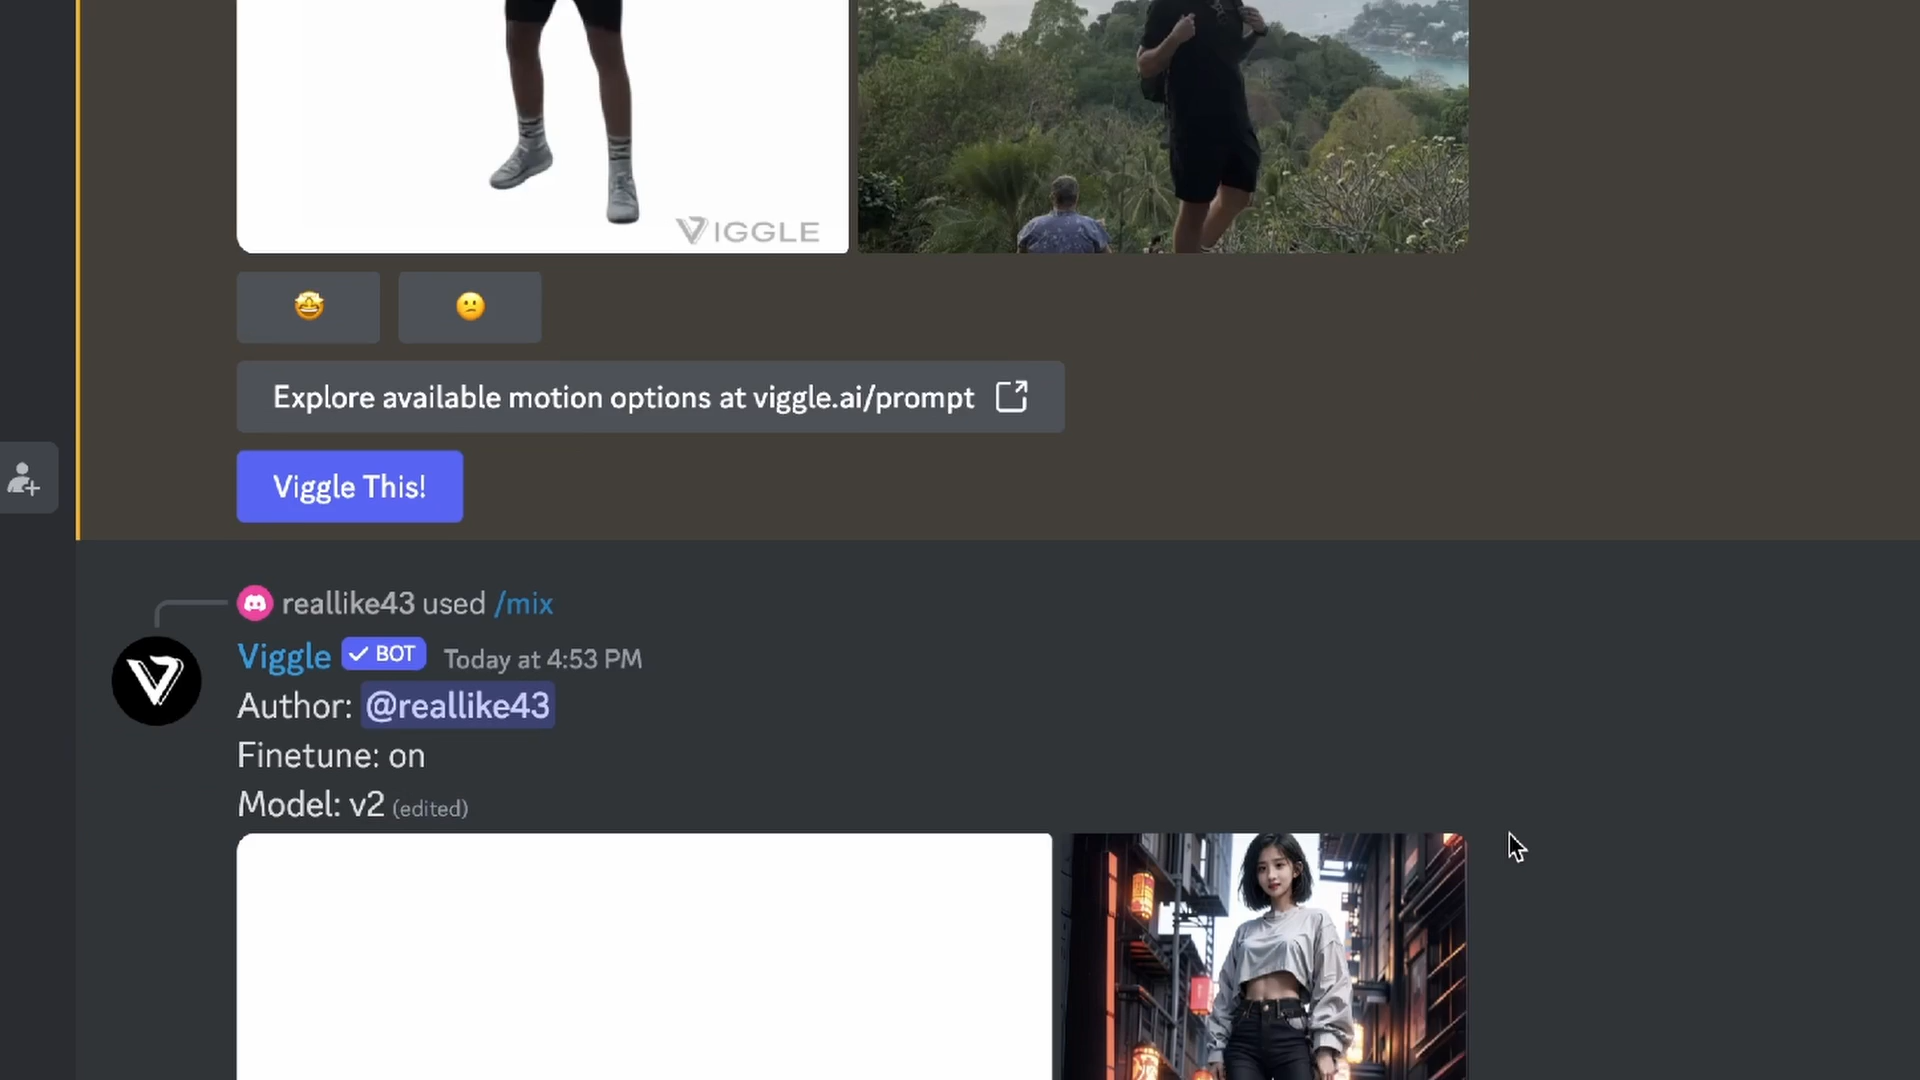 VIGGLE
Explore available motion options at viggle.ai/prompt
Viggle This!
reallike43 used /mix
Viggle BOT Today at 4:53 PM
Author: @reallike43
Finetune: on
Model: v2 (edited)